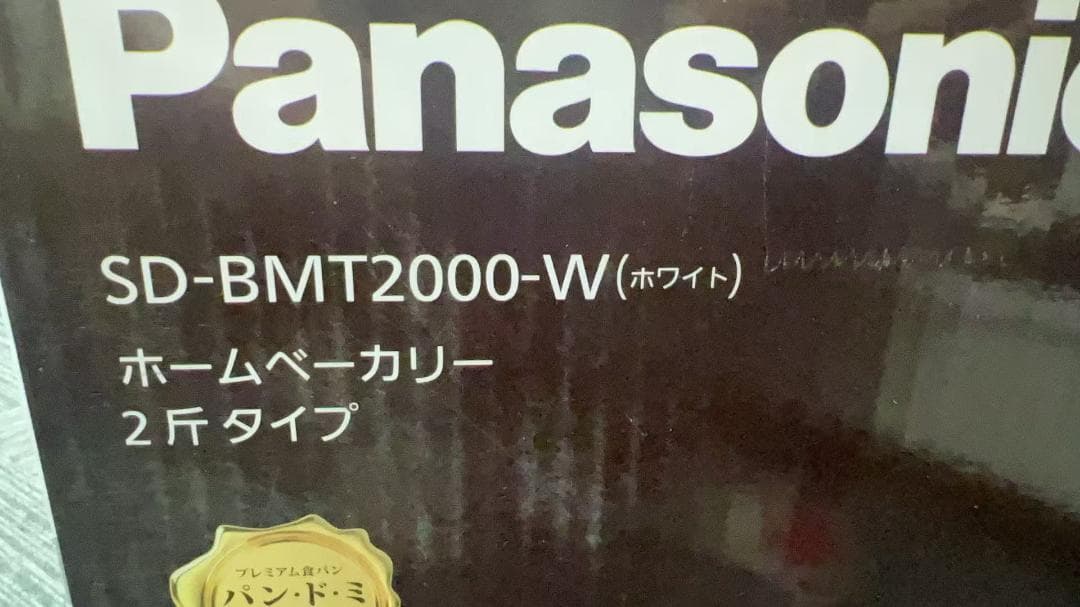 Panasonic
SD-BMT2000-W(ホワイト)
ホームベーカリー
2斤タイプ
プレミアム食パン
パン・ド・ミ